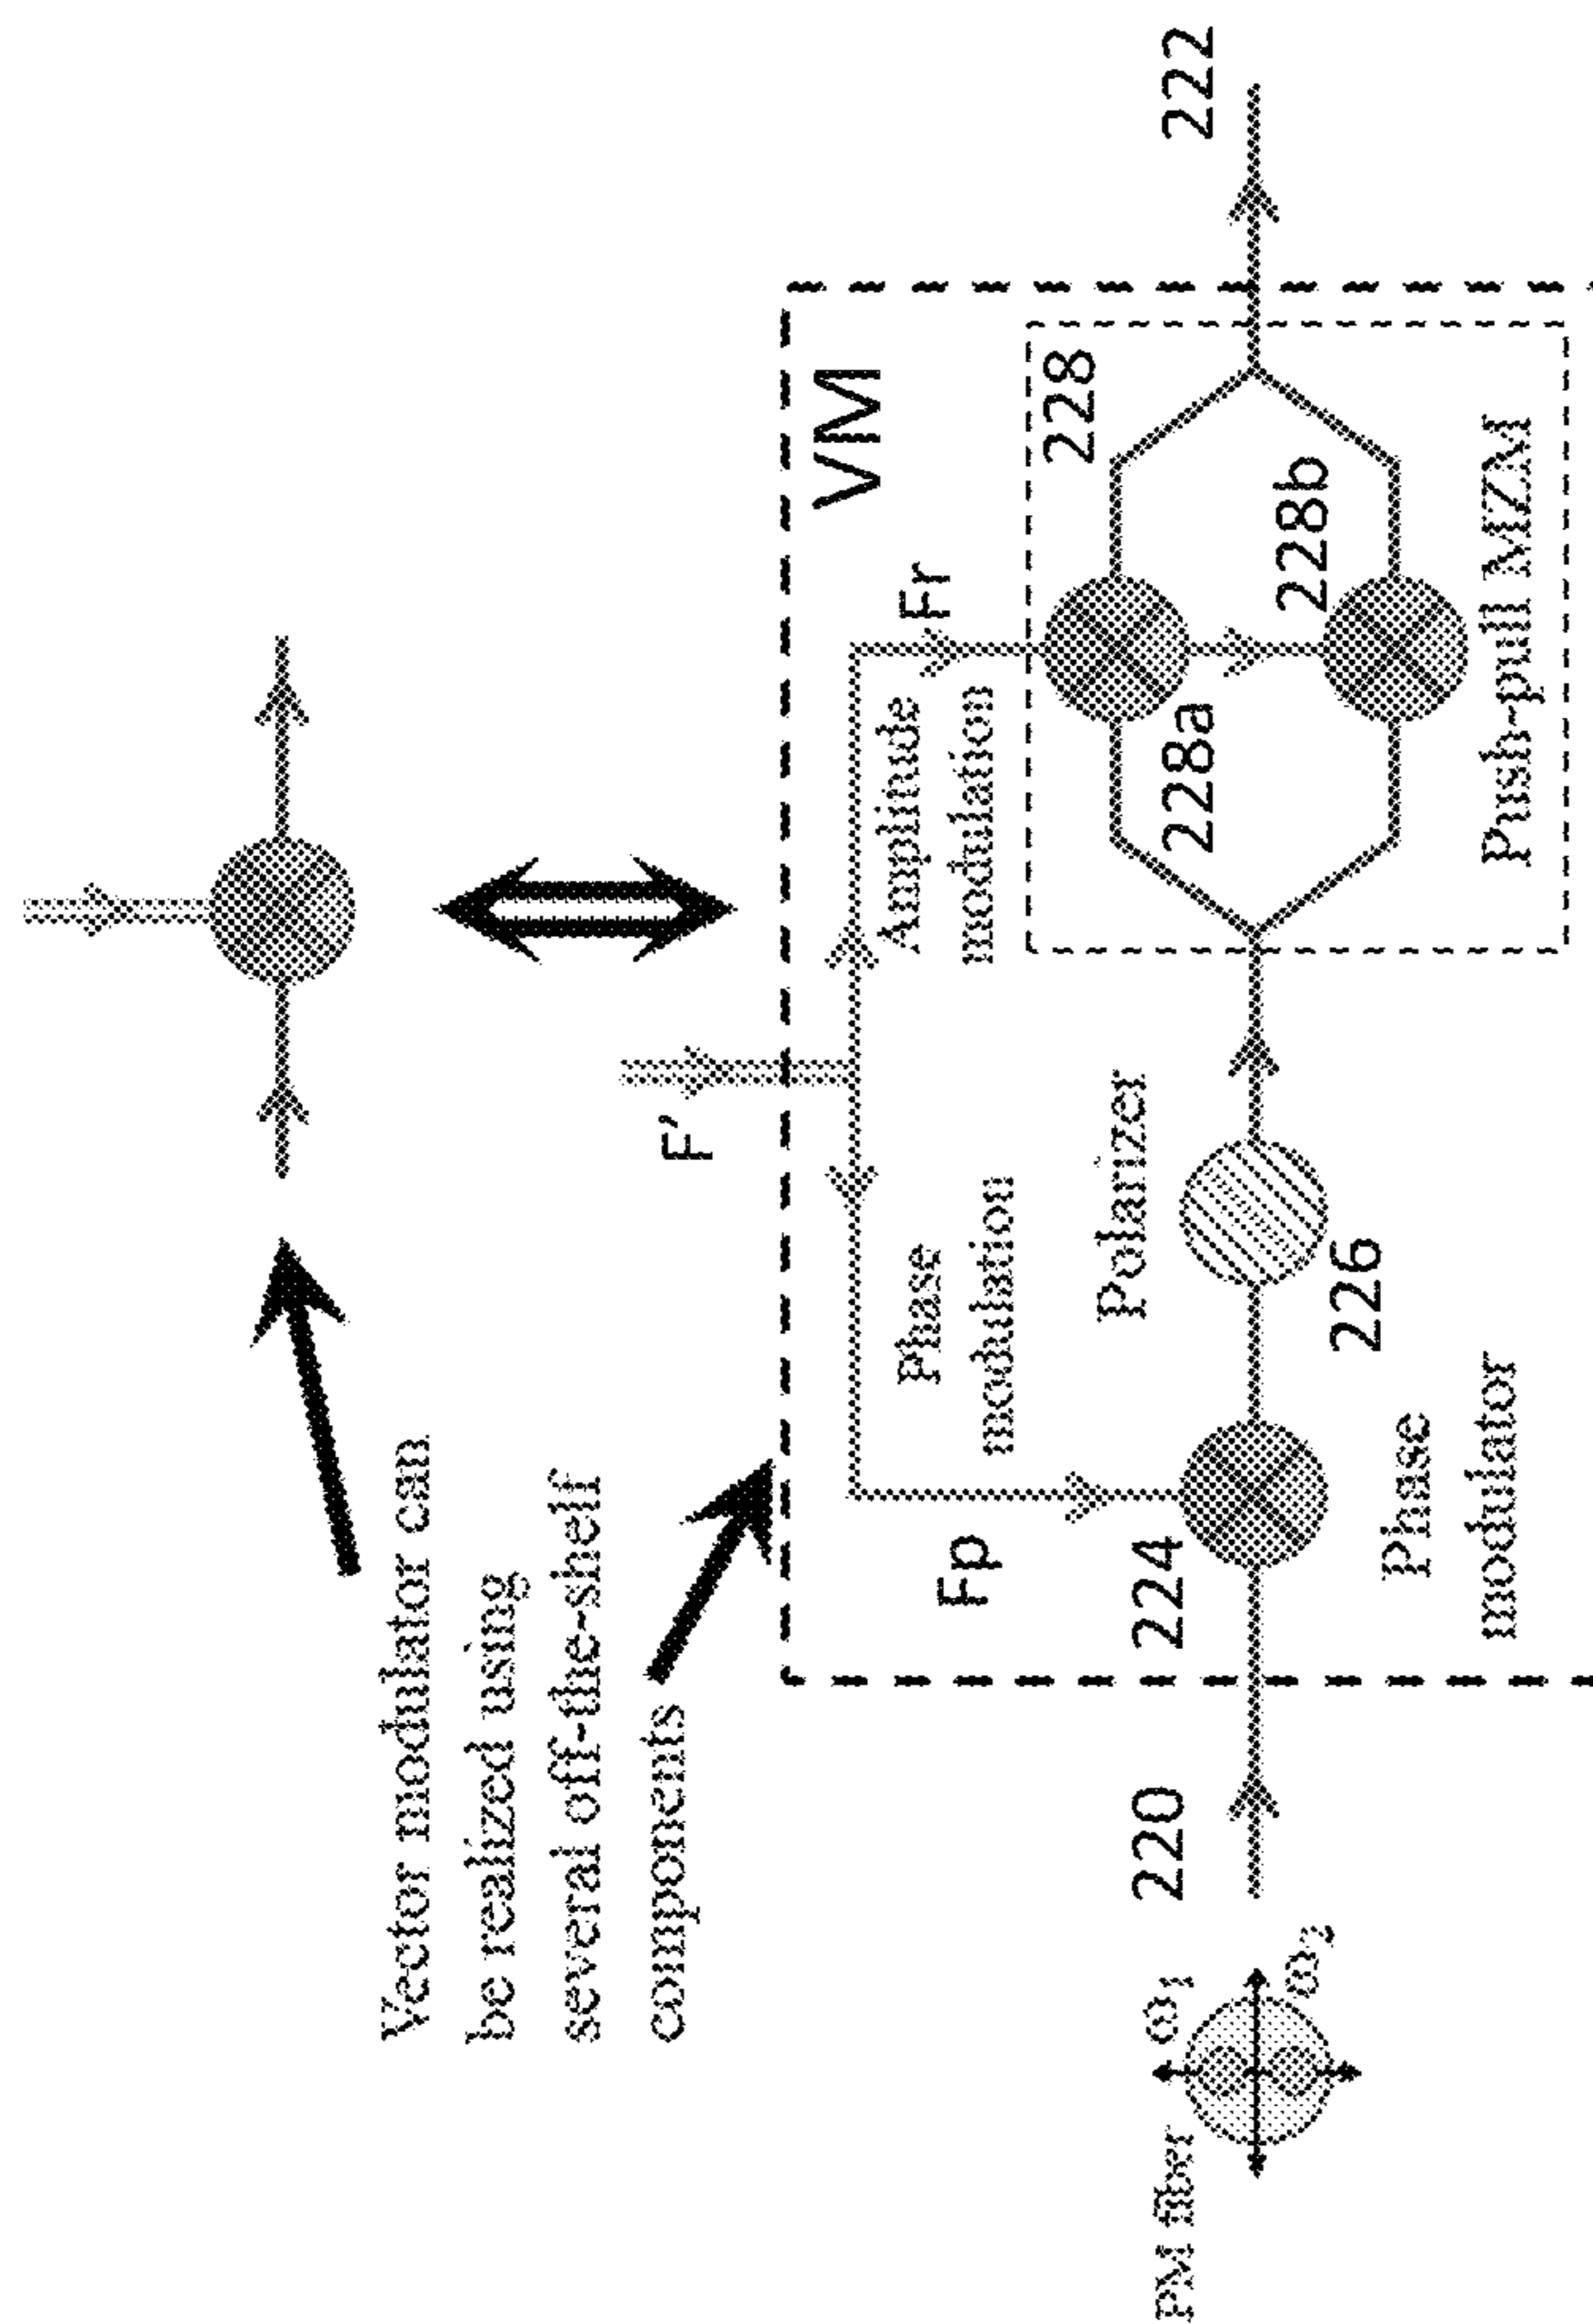 Vector modulator can
be realized using
several off-the-shelf
components
F'
VM
Fp
Phase
modulation
Amplitude
modulation
Fr
PM fiber
ω1
ω2
220
224
Phase
modulator
Polarizer
226
228
228a
228b
Push-pull MZM
222